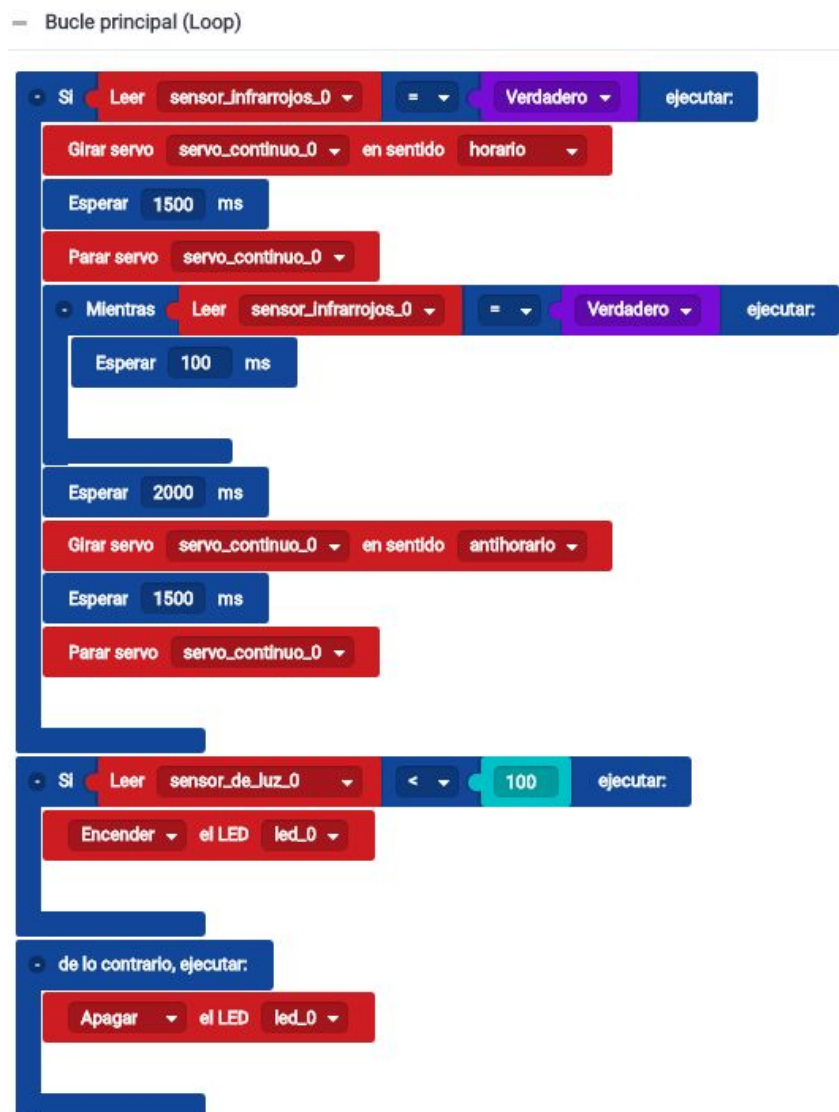 Bucle principal (Loop)
Si Leer sensor_infrarrojos_0 = Verdadero ejecutar:
Girar servo servo_continuo_0 en sentido horario
Esperar 1500 ms
Parar servo servo_continuo_0
Mientras Leer sensor_infrarrojos_0 = Verdadero ejecutar:
Esperar 100 ms
Esperar 2000 ms
Girar servo servo_continuo_0 en sentido antihorario
Esperar 1500 ms
Parar servo servo_continuo_0
Si Leer sensor_de_luz_0 < 100 ejecutar:
Encender el LED led_0
de lo contrario, ejecutar:
Apagar el LED led_0